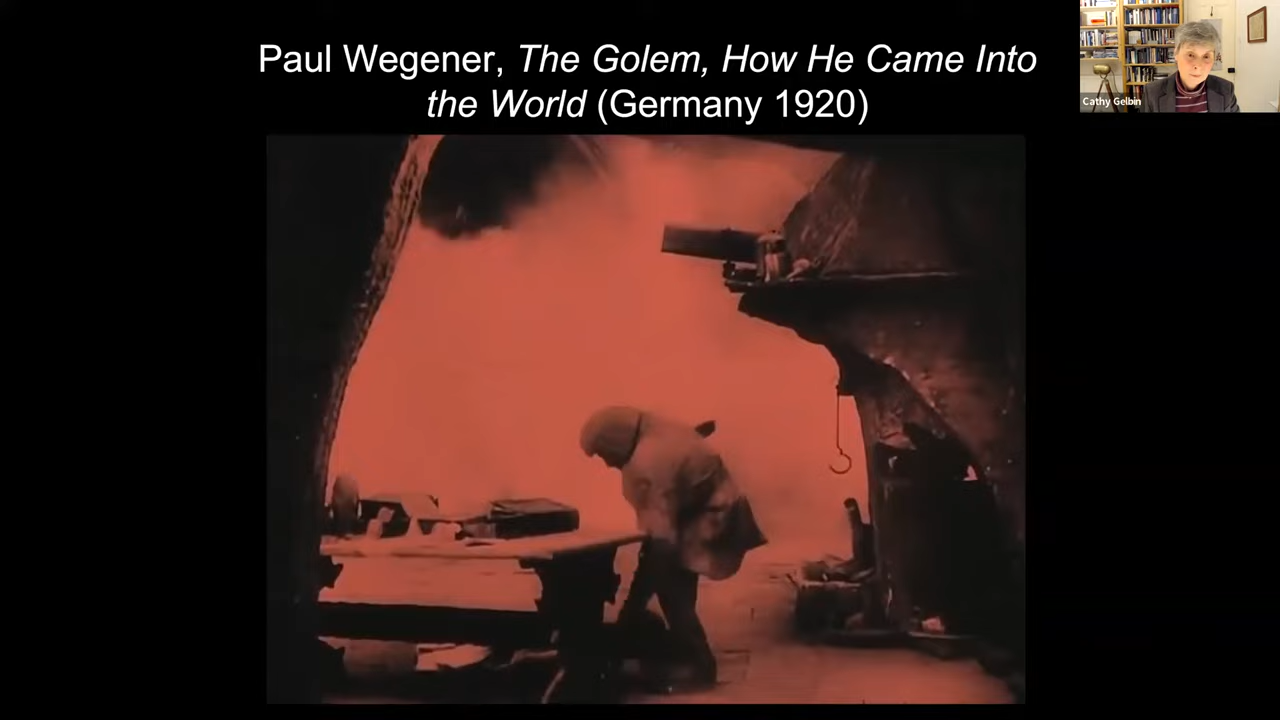 Paul Wegener, The Golem, How He Came Into
the World (Germany 1920)
Cathy Gelbin